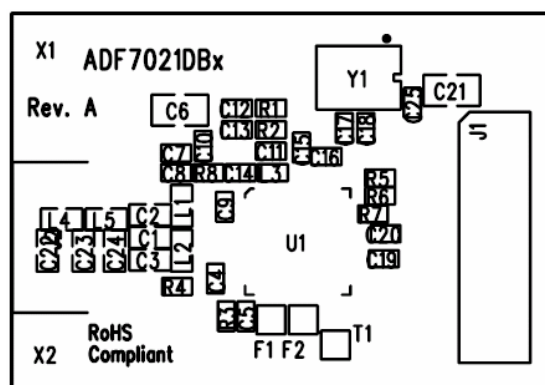 X1
ADF7021DBx
Y1
C21
Rev. A
C6
C12 R1
C13 R2
C25
C17 C18
J1
C7 C10
C11
C15
C16
C8 R8 C14 L3
R5
R6
R7
L4 L5 C2 L1
C9
U1
C20
C22 C23 C24 C1 L2
C3
C19
R4
C4
R3 C5
F1 F2
T1
X2
RoHS
Compliant